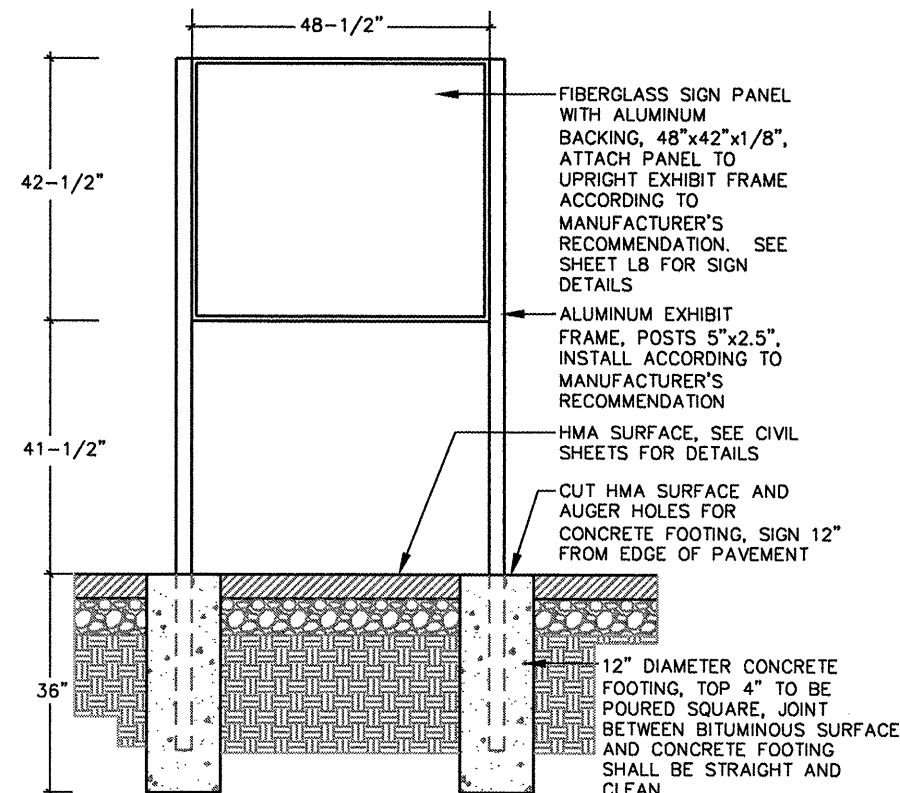 48-1/2"
42-1/2"
FIBERGLASS SIGN PANEL
WITH ALUMINUM
BACKING, 48"x42"x1/8",
ATTACH PANEL TO
UPRIGHT EXHIBIT FRAME
ACCORDING TO
MANUFACTURER'S
RECOMMENDATION. SEE
SHEET L8 FOR SIGN
DETAILS
ALUMINUM EXHIBIT
FRAME, POSTS 5"x2.5",
INSTALL ACCORDING TO
MANUFACTURER'S
RECOMMENDATION
41-1/2"
HMA SURFACE, SEE CIVIL
SHEETS FOR DETAILS
CUT HMA SURFACE AND
AUGER HOLES FOR
CONCRETE FOOTING, SIGN 12"
FROM EDGE OF PAVEMENT
36"
12" DIAMETER CONCRETE
FOOTING, TOP 4" TO BE
POURED SQUARE, JOINT
BETWEEN BITUMINOUS SURFACE
AND CONCRETE FOOTING
SHALL BE STRAIGHT AND
CLEAN